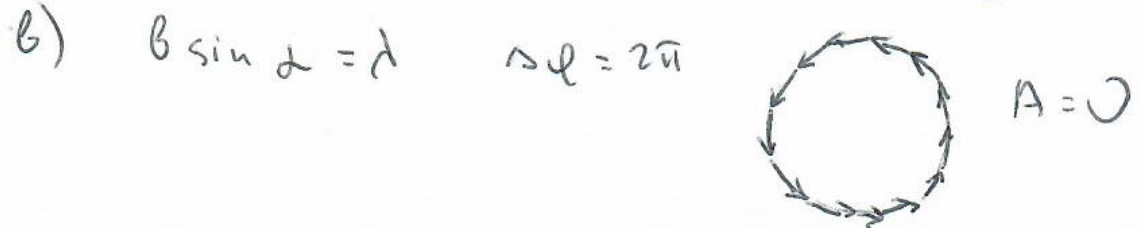 в) b sin α = λ Δφ = 2π A = 0